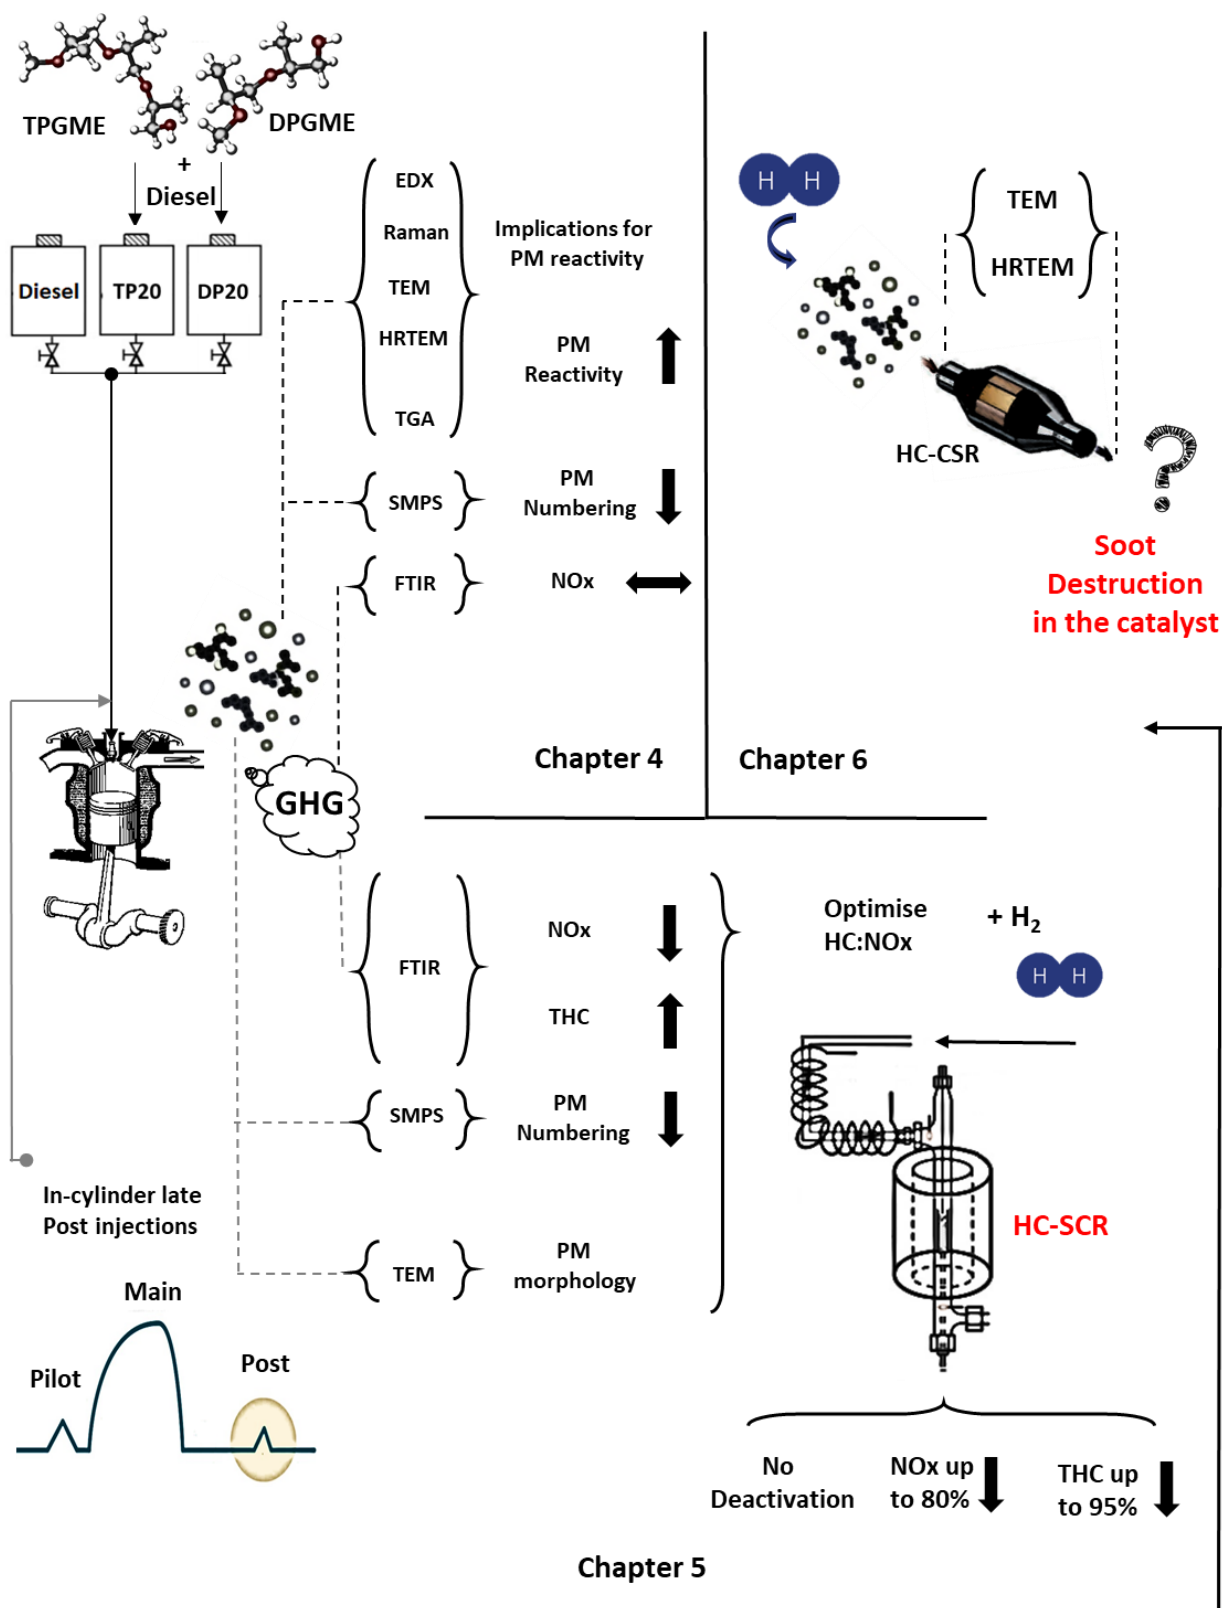 TPGME
DPGME
+
Diesel
Diesel
TP20
DP20
EDX
Raman
TEM
HRTEM
TGA
Implications for
PM reactivity
PM
Reactivity
SMPS
PM
Numbering
FTIR
NOx
GHG
Chapter 4
H H
TEM
HRTEM
HC-CSR
?
Soot
Destruction
in the catalyst
Chapter 6
FTIR
NOx
THC
SMPS
PM
Numbering
TEM
PM
morphology
In-cylinder late
Post injections
Main
Pilot
Post
Optimise
HC:NOx
+ H2
H H
HC-SCR
No
Deactivation
NOx up
to 80%
THC up
to 95%
Chapter 5